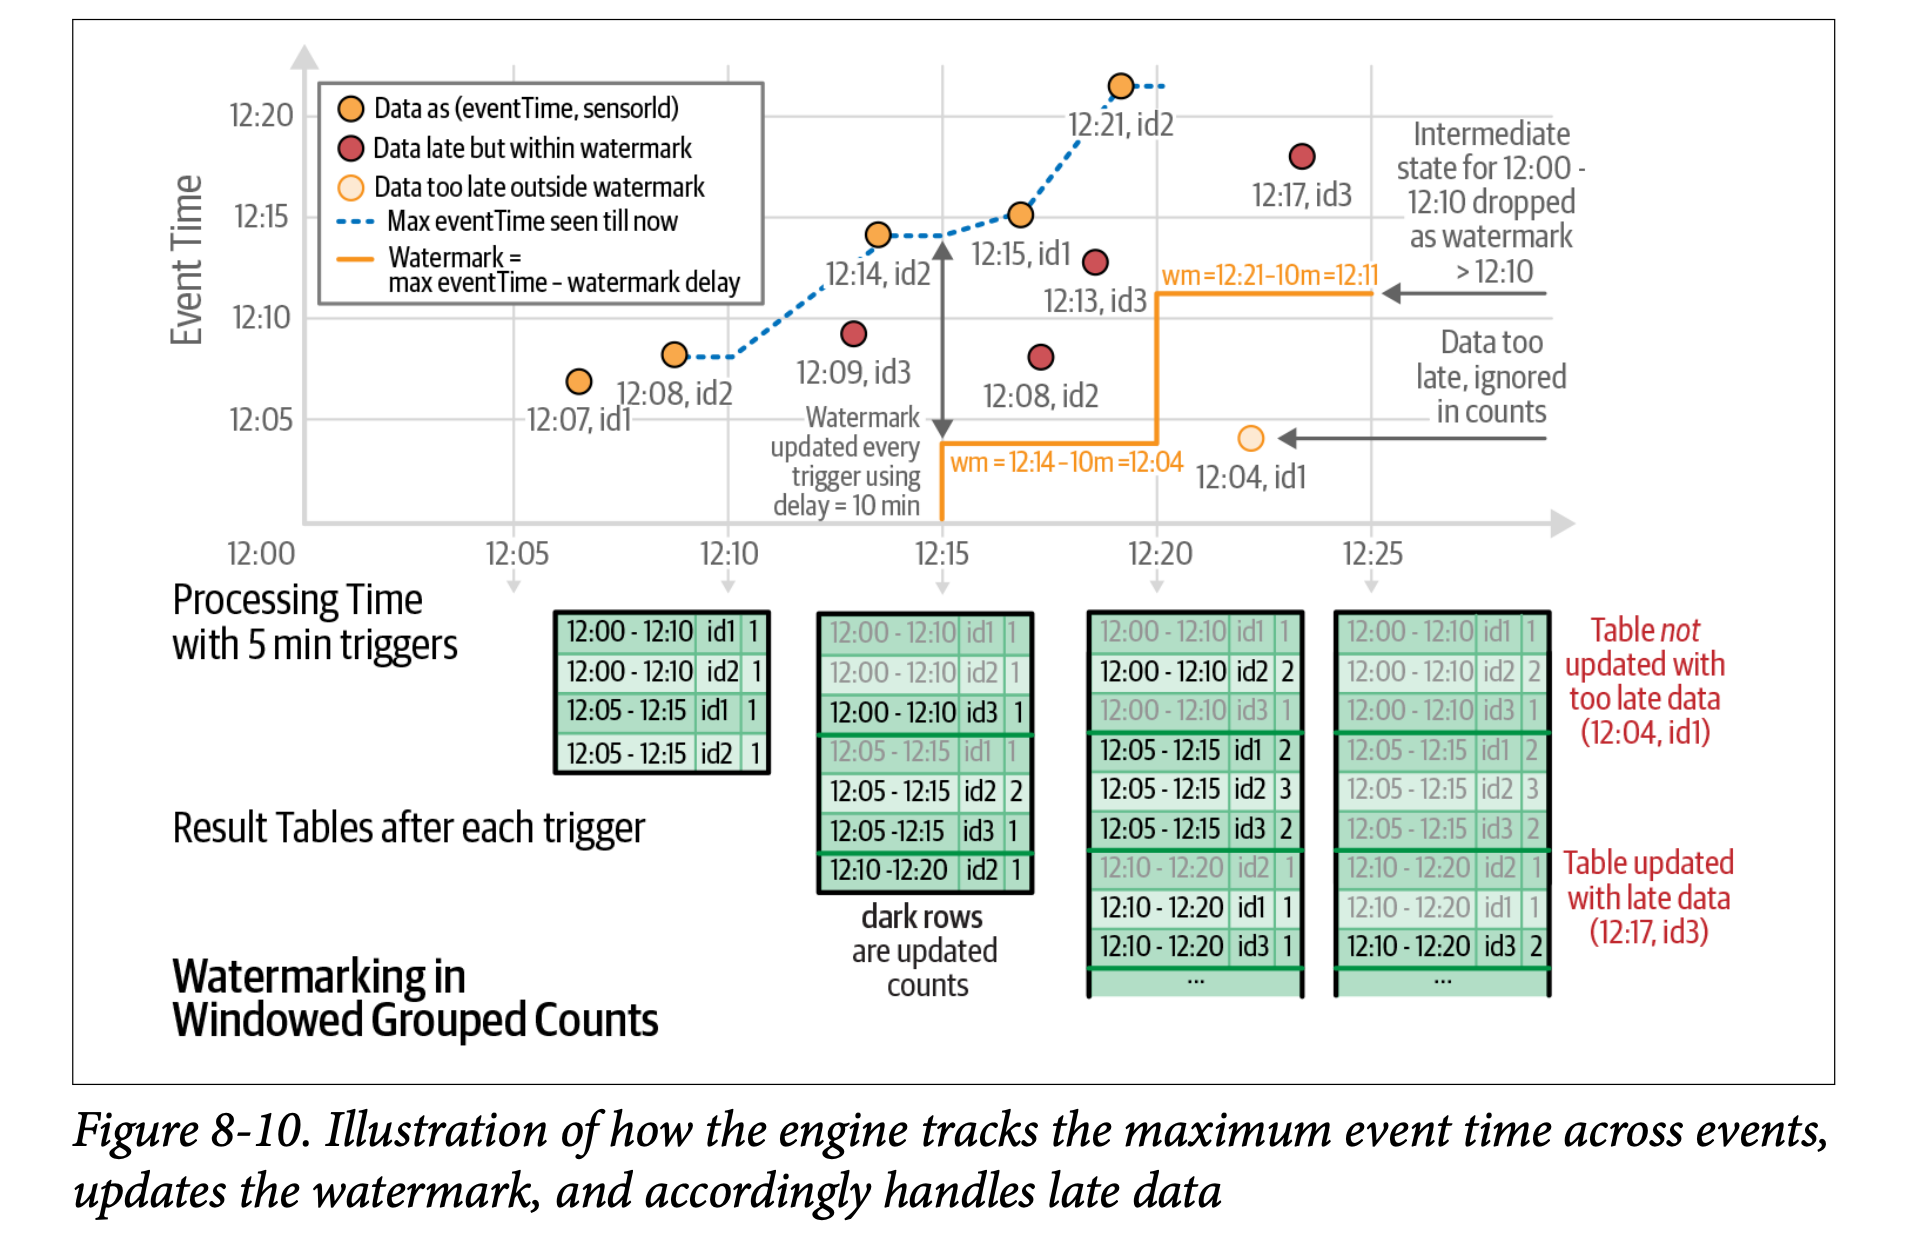 Data as (eventTime, sensorId)
Data late but within watermark
Data too late outside watermark
Max eventTime seen till now
Watermark =
max eventTime – watermark delay
Event Time
12:20
12:15
12:10
12:05
12:00
12:05
12:10
12:15
12:20
12:25
12:07, id1
12:08, id2
12:09, id3
12:14, id2
12:15, id1
12:13, id3
12:08, id2
12:21, id2
12:17, id3
12:04, id1
Watermark
updated every
trigger using
delay = 10 min
wm = 12:14 – 10m = 12:04
wm = 12:21 – 10m = 12:11
Intermediate
state for 12:00 -
12:10 dropped
as watermark
> 12:10
Data too
late, ignored
in counts
Processing Time
with 5 min triggers
Result Tables after each trigger
Watermarking in
Windowed Grouped Counts
12:00 - 12:10 id1 1
12:00 - 12:10 id2 1
12:05 - 12:15 id1 1
12:05 - 12:15 id2 1
12:00 - 12:10 id1 1
12:00 - 12:10 id2 1
12:00 - 12:10 id3 1
12:05 - 12:15 id1 1
12:05 - 12:15 id2 2
12:05 -12:15 id3 1
12:10 -12:20 id2 1
dark rows
are updated
counts
12:00 - 12:10 id1 1
12:00 - 12:10 id2 2
12:00 - 12:10 id3 1
12:05 - 12:15 id1 2
12:05 - 12:15 id2 3
12:05 - 12:15 id3 2
12:10 - 12:20 id2 1
12:10 - 12:20 id1 1
12:10 - 12:20 id3 1
...
12:00 - 12:10 id1 1
12:00 - 12:10 id2 2
12:00 - 12:10 id3 1
12:05 - 12:15 id1 2
12:05 - 12:15 id2 3
12:05 - 12:15 id3 2
12:10 - 12:20 id2 1
12:10 - 12:20 id1 1
12:10 - 12:20 id3 2
...
Table not
updated with
too late data
(12:04, id1)
Table updated
with late data
(12:17, id3)
Figure 8-10. Illustration of how the engine tracks the maximum event time across events,
updates the watermark, and accordingly handles late data